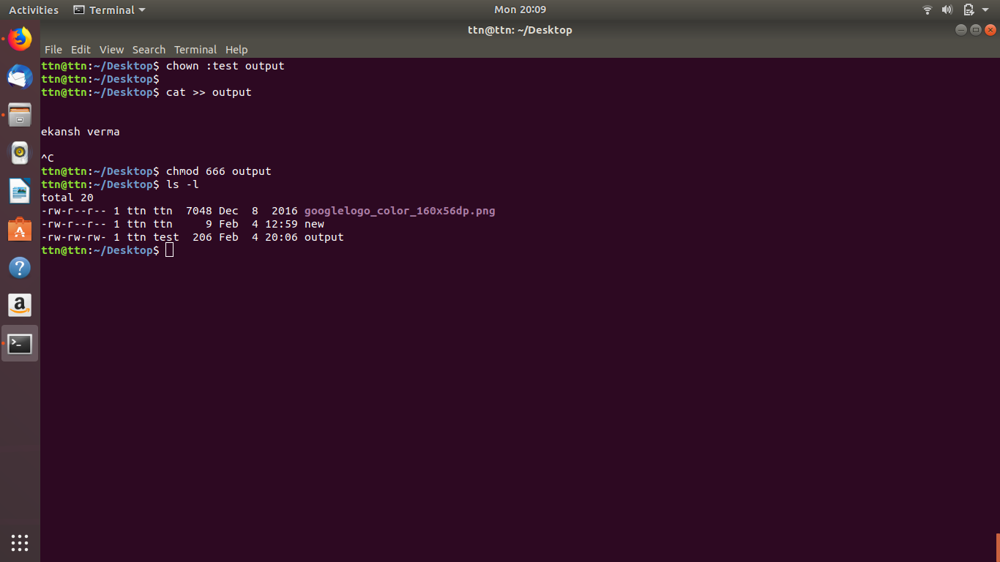 Activities Terminal Mon 20:09
ttn@ttn: ~/Desktop
File Edit View Search Terminal Help
ttn@ttn:~/Desktop$ chown :test output
ttn@ttn:~/Desktop$
ttn@ttn:~/Desktop$ cat >> output
ekansh verma
^C
ttn@ttn:~/Desktop$ chmod 666 output
ttn@ttn:~/Desktop$ ls -l
total 20
-rw-r--r-- 1 ttn ttn  7048 Dec  8  2016 googlelogo_color_160x56dp.png
-rw-r--r-- 1 ttn ttn     9 Feb  4 12:59 new
-rw-rw-rw- 1 ttn test  206 Feb  4 20:06 output
ttn@ttn:~/Desktop$